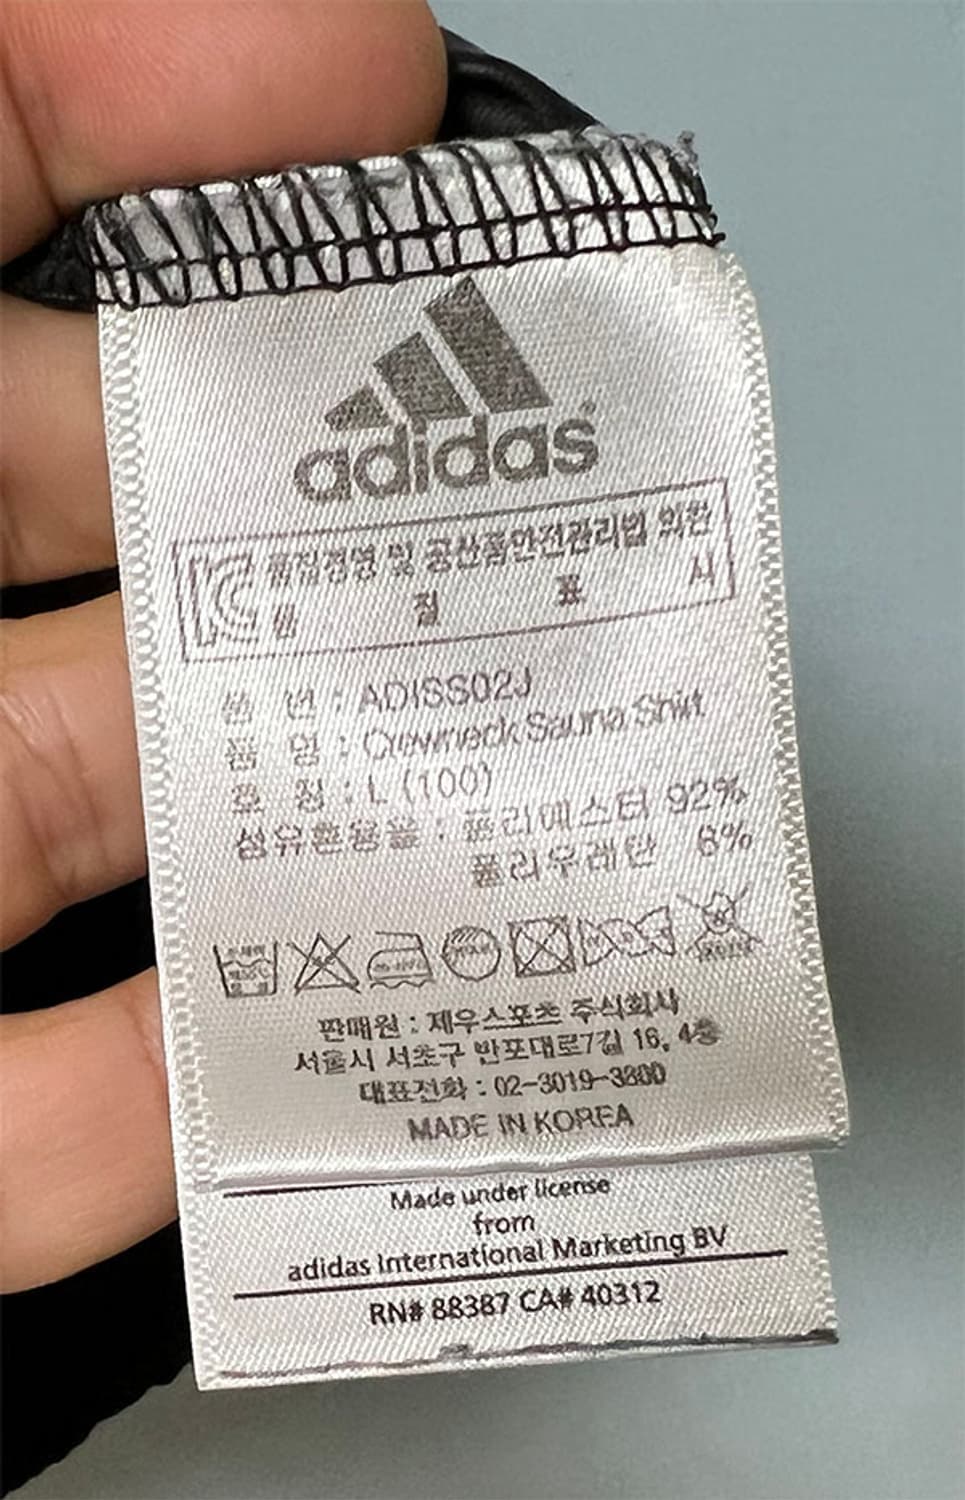 adidas
품질경영 및 공산품안전관리법 의한
품 질 표 시
품 번 : ADISS02J
품 명 : Crewneck Sauna Shirt
호 칭 : L (100)
섬유혼용율 : 폴리에스터 92%
폴리우레탄 8%
판매원 : 제우스포츠 주식회사
서울시 서초구 반포대로7길 16, 4층
대표전화 : 02-3019-3800
MADE IN KOREA
Made under license
from
adidas International Marketing BV
RN# 88387 CA# 40312